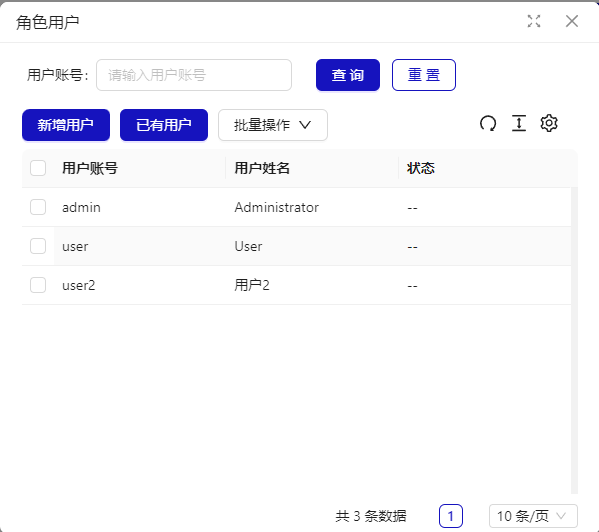 角色用户
用户账号: 请输入用户账号 查 询 重 置
新增用户 已有用户 批量操作
用户账号 用户姓名 状态
admin Administrator --
user User --
user2 用户2 --
共 3 条数据 1 10 条/页